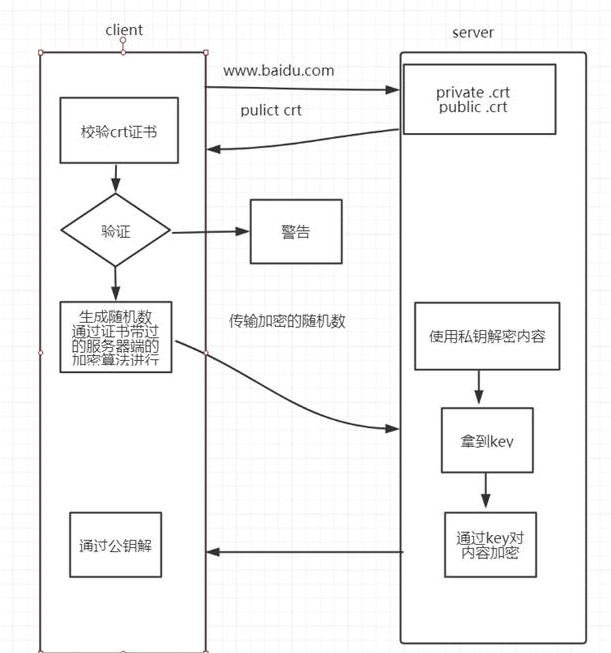 client
server
www.baidu.com
private .crt
public .crt
pulict crt
校验crt证书
验证
警告
生成随机数
通过证书带过
的服务器端的
加密算法进行
传输加密的随机数
使用私钥解密内容
拿到key
通过key对
内容加密
通过公钥解